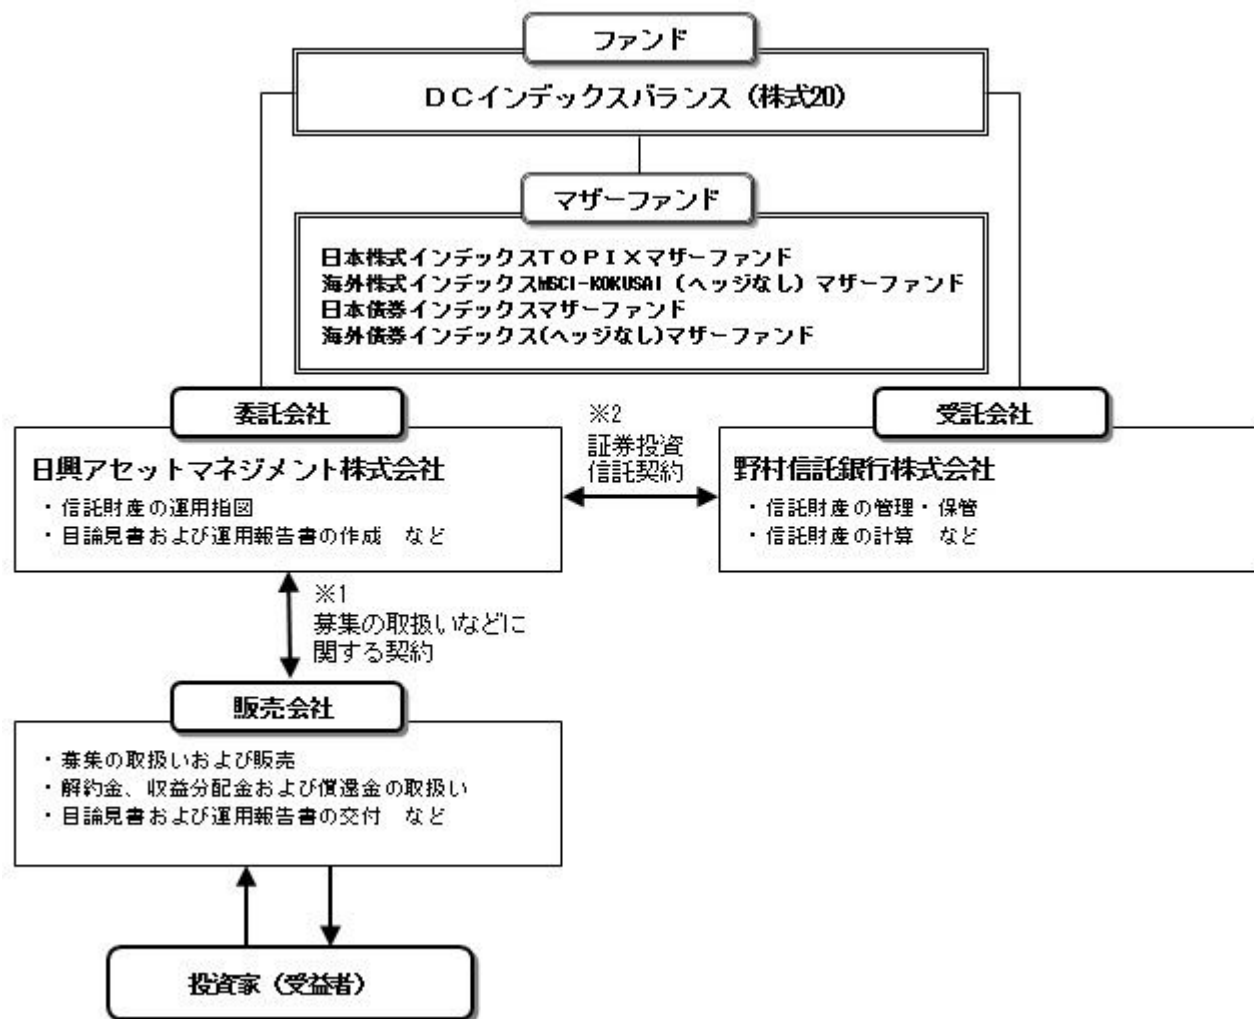 ファンド
DCインデックスバランス（株式20）
マザーファンド
日本株式インデックスTOPIXマザーファンド
海外株式インデックスMSCI-KOKUSAI（ヘッジなし）マザーファンド
日本債券インデックスマザーファンド
海外債券インデックス(ヘッジなし)マザーファンド
委託会社
日興アセットマネジメント株式会社
・信託財産の運用指図
・目論見書および運用報告書の作成　など
※2
証券投資
信託契約
受託会社
野村信託銀行株式会社
・信託財産の管理・保管
・信託財産の計算　など
※1
募集の取扱いなどに
関する契約
販売会社
・募集の取扱いおよび販売
・解約金、収益分配金および償還金の取扱い
・目論見書および運用報告書の交付　など
投資家（受益者）